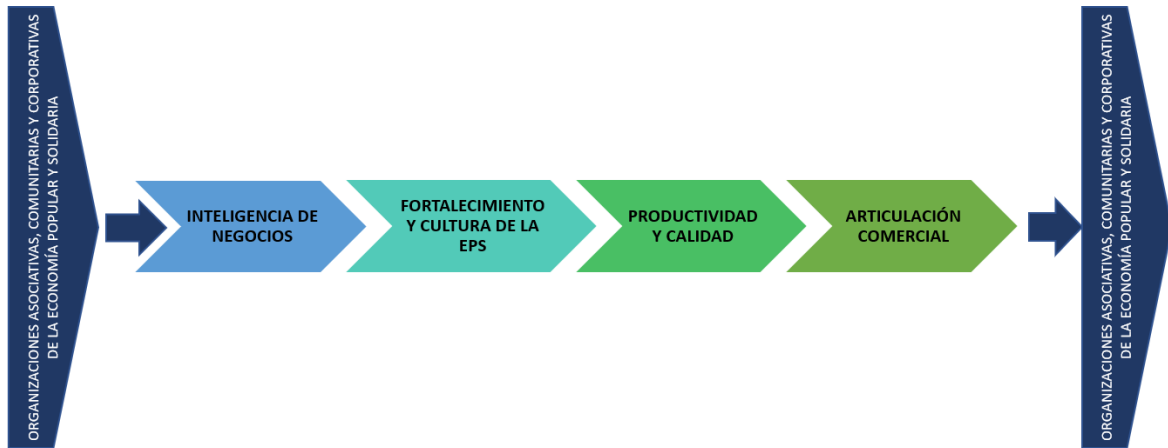 ORGANIZACIONES ASOCIATIVAS, COMUNITARIAS Y CORPORATIVAS
DE LA ECONOMÍA POPULAR Y SOLIDARIA
INTELIGENCIA DE
NEGOCIOS
FORTALECIMIENTO
Y CULTURA DE LA
EPS
PRODUCTIVIDAD
Y CALIDAD
ARTICULACIÓN
COMERCIAL
ORGANIZACIONES ASOCIATIVAS, COMUNITARIAS Y CORPORATIVAS
DE LA ECONOMÍA POPULAR Y SOLIDARIA